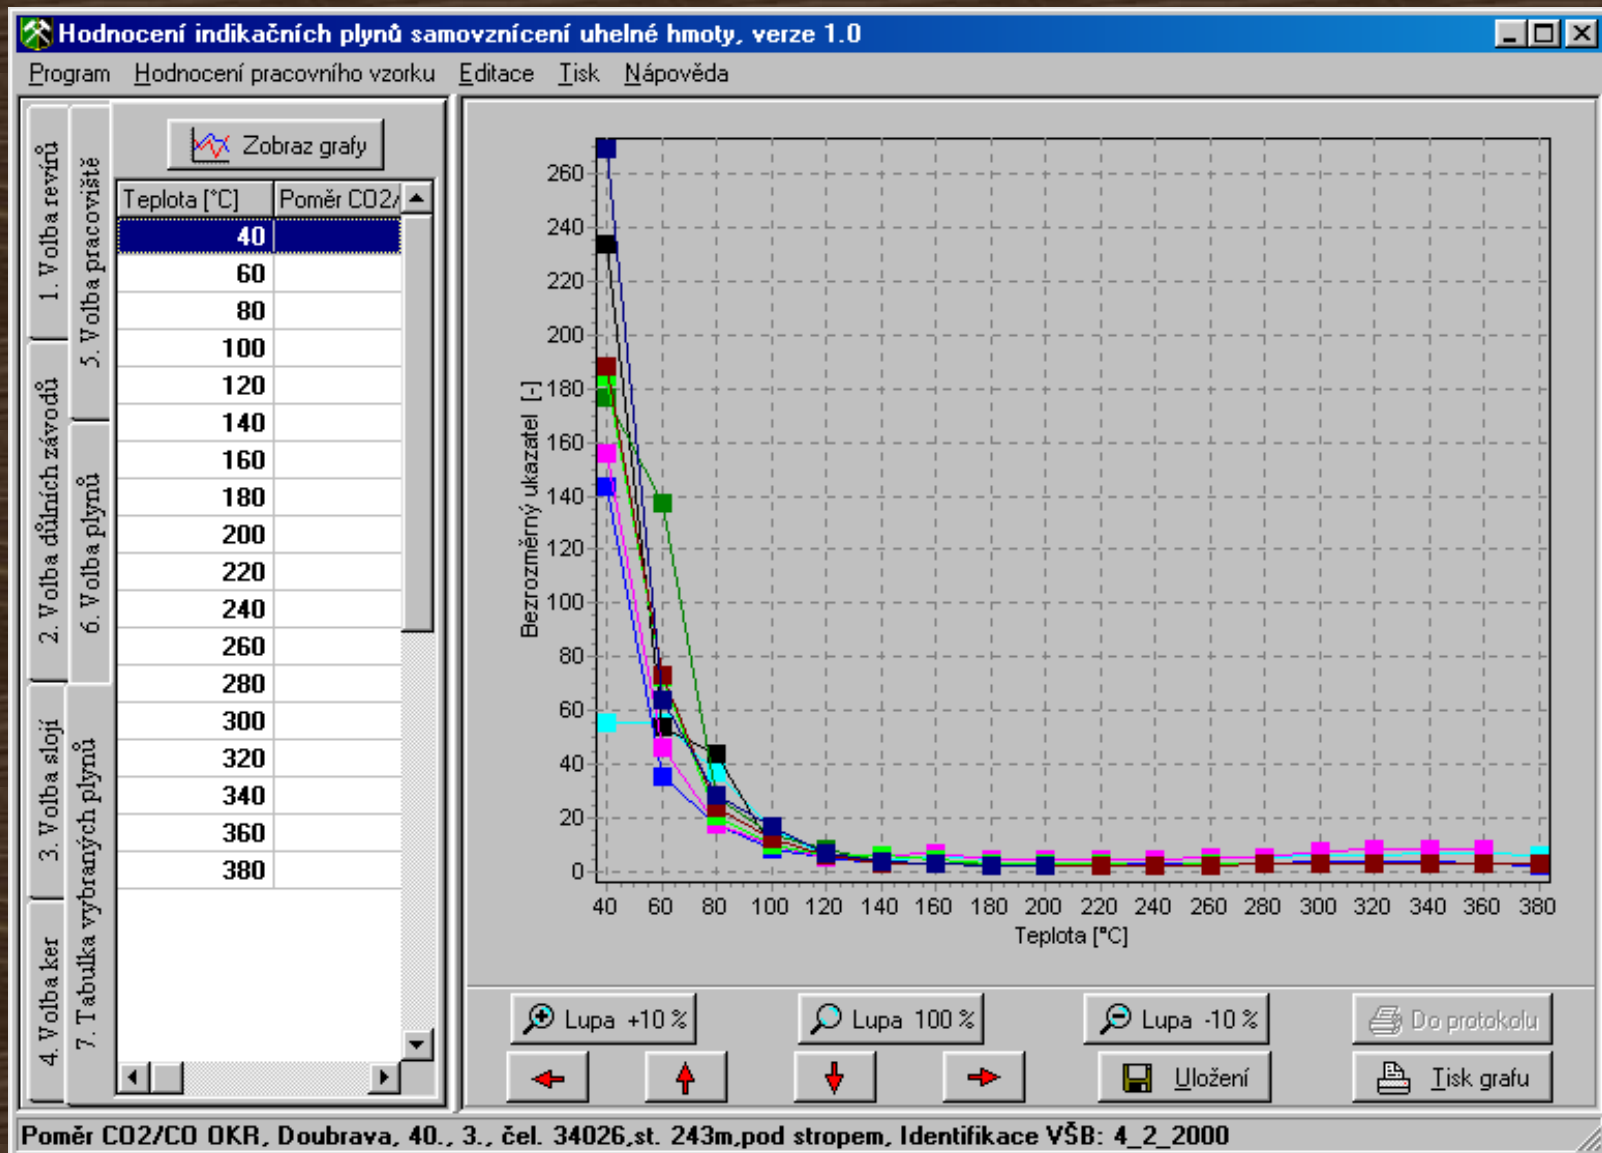 Hodnocení indikačních plynů samovznícení uhelné hmoty, verze 1.0
Program Hodnocení pracovního vzorku Editace Tisk Nápověda
1. Volba revírů
2. Volba důlních závodů
3. Volba slojí
4. Volba ker
5. Volba pracoviště
6. Volba plynů
7. Tabulka vybraných plynů
Zobraz grafy
Teplota [°C] Poměr CO2/
40
60
80
100
120
140
160
180
200
220
240
260
280
300
320
340
360
380
Bezrozměrný ukazatel [-]
260
240
220
200
180
160
140
120
100
80
60
40
20
0
40 60 80 100 120 140 160 180 200 220 240 260 280 300 320 340 360 380
Teplota [°C]
Lupa +10 % Lupa 100 % Lupa -10 % Do protokolu
Uložení Tisk grafu
Poměr CO2/CO OKR, Doubrava, 40., 3., čel. 34026,st. 243m,pod stropem, Identifikace VŠB: 4_2_2000